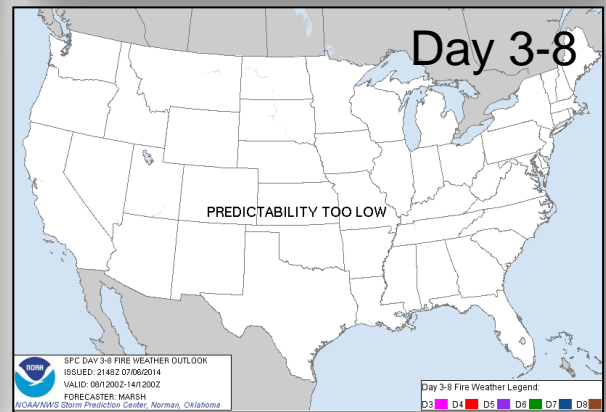 Day 3-8
PREDICTABILITY TOO LOW
NOAA
SPC DAY 3-8 FIRE WEATHER OUTLOOK
ISSUED: 2148Z 07/06/2014
VALID: 08/1200Z-14/1200Z
FORECASTER: MARSH
NOAA/NWS Storm Prediction Center, Norman, Oklahoma
Day 3-8 Fire Weather Legend:
D3 D4 D5 D6 D7 D8